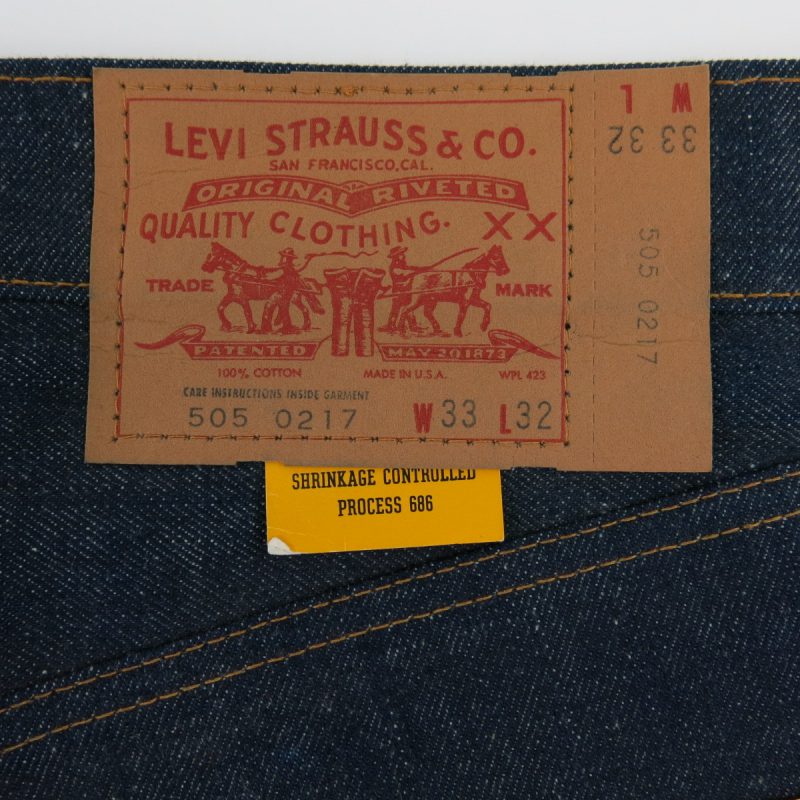 LEVI STRAUSS & CO.
SAN FRANCISCO, CAL.
ORIGINAL RIVETED
QUALITY CLOTHING. XX
TRADE MARK
PATENTED MAY 20 1873
100% COTTON MADE IN U.S.A. WPL 423
CARE INSTRUCTIONS INSIDE GARMENT
505 0217 W33 L32
W L
33 32
505 0217
SHRINKAGE CONTROLLED
PROCESS 686